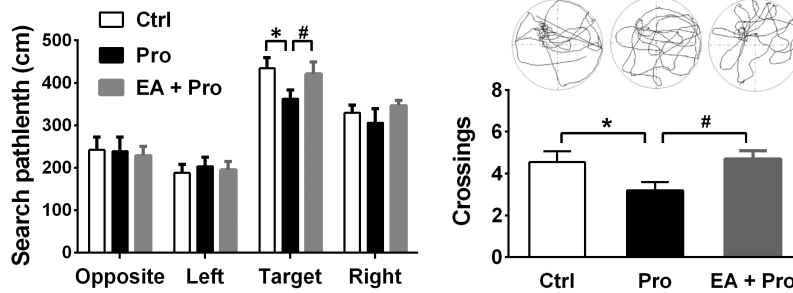 Ctrl
Pro
EA + Pro
Search pathlenth (cm)
500
400
300
200
100
0
* #
Opposite Left Target Right
Crossings
8
6
4
2
0
* #
Ctrl Pro EA + Pro